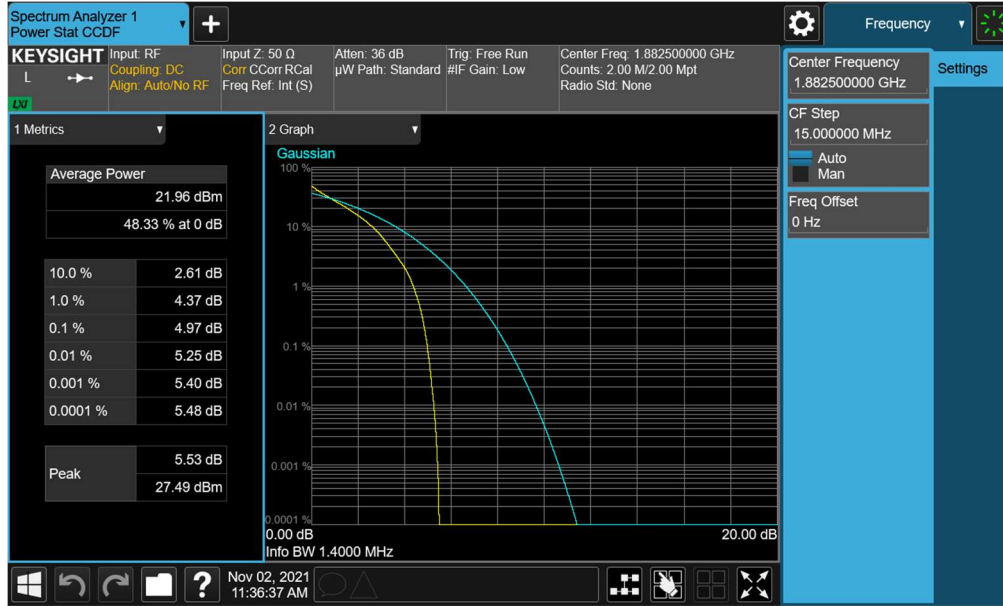 Spectrum Analyzer 1
Power Stat CCDF
Frequency
KEYSIGHT
L
LXI
Input: RF
Coupling: DC
Align: Auto/No RF
Input Z: 50 Ω
Corr CCorr RCal
Freq Ref: Int (S)
Atten: 36 dB
µW Path: Standard
Trig: Free Run
#IF Gain: Low
Center Freq: 1.882500000 GHz
Counts: 2.00 M/2.00 Mpt
Radio Std: None
Center Frequency
1.882500000 GHz
Settings
CF Step
15.000000 MHz
Auto
Man
Freq Offset
0 Hz
1 Metrics
Average Power
21.96 dBm
48.33 % at 0 dB
10.0 % 2.61 dB
1.0 % 4.37 dB
0.1 % 4.97 dB
0.01 % 5.25 dB
0.001 % 5.40 dB
0.0001 % 5.48 dB
Peak
5.53 dB
27.49 dBm
2 Graph
Gaussian
100 %
10 %
1 %
0.1 %
0.01 %
0.001 %
0.0001 %
0.00 dB 20.00 dB
Info BW 1.4000 MHz
?
Nov 02, 2021
11:36:37 AM